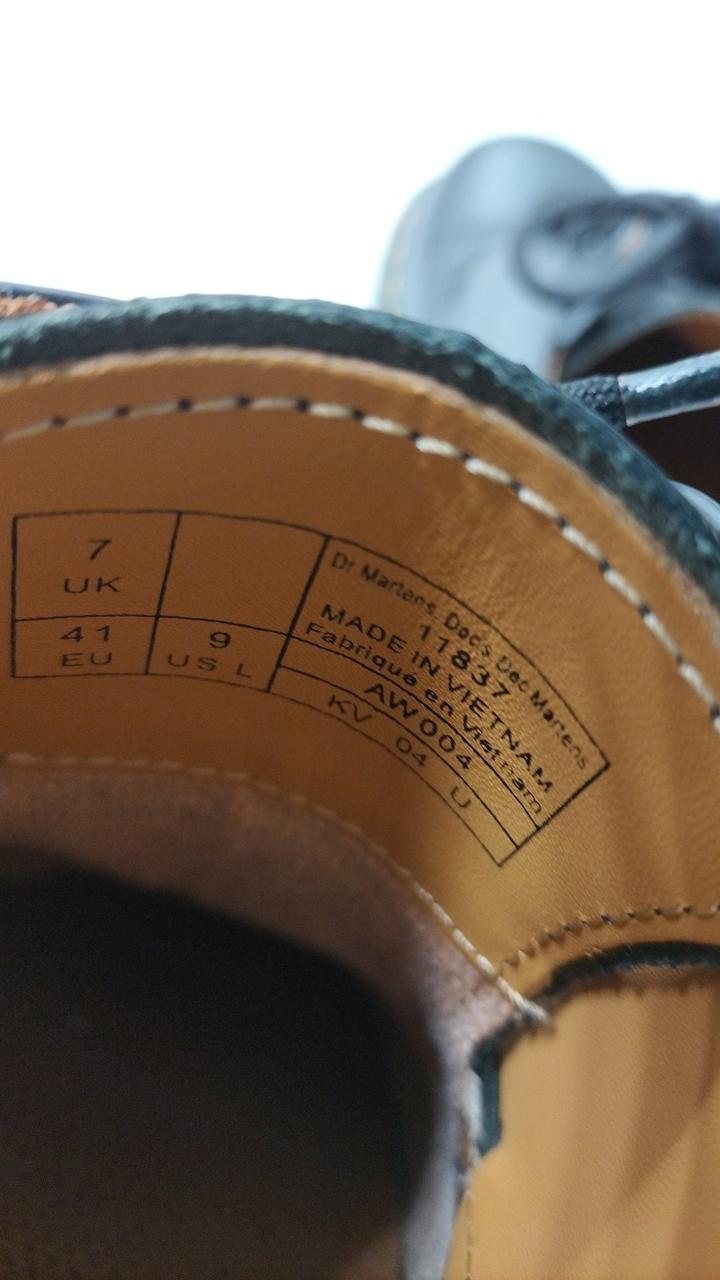 7
UK
41
EU
9
US L
Dr. Martens, Doc's, Doc Martens
11837
MADE IN VIETNAM
Fabriqué en Vietnam
AW004
KV 04 U